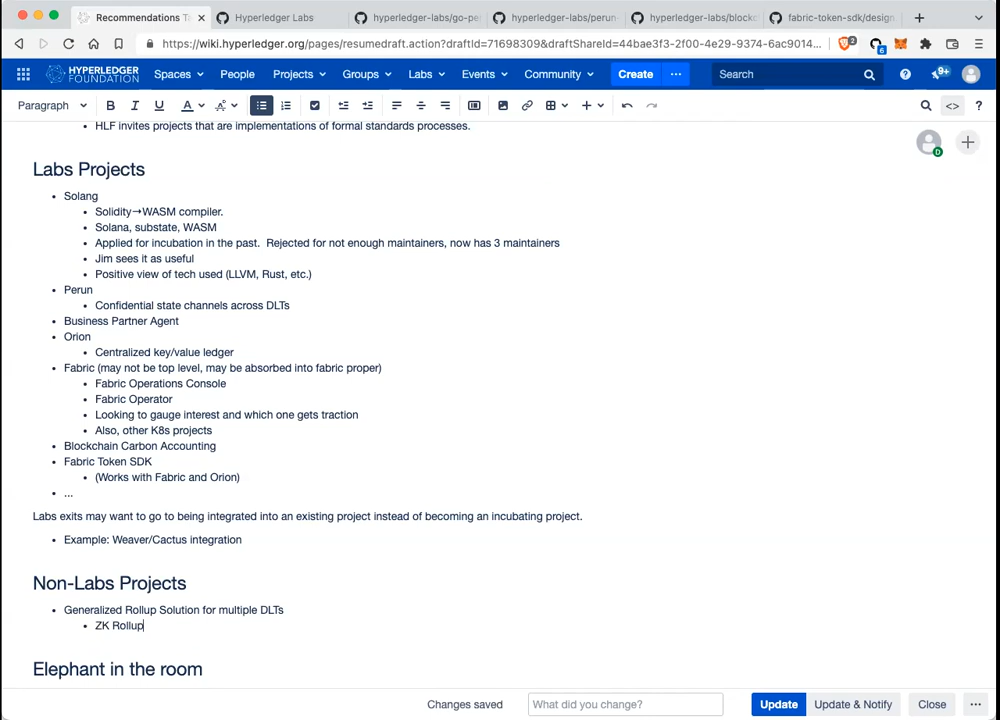 Recommendations T
Hyperledger Labs
hyperledger-labs/go-pe
hyperledger-labs/perun
hyperledger-labs/block
fabric-token-sdk/design
https://wiki.hyperledger.org/pages/resumedraft.action?draftId=71698309&draftShareId=44bae3f3-2f00-4e29-9374-6ac9014...
2
6
HYPERLEDGER
FOUNDATION
Spaces
People
Projects
Groups
Labs
Events
Community
Create
Search
9+
Paragraph
HLF invites projects that are implementations of formal standards processes.
Labs Projects
• Solang
• Solidity→WASM compiler.
• Solana, substate, WASM
• Applied for incubation in the past. Rejected for not enough maintainers, now has 3 maintainers
• Jim sees it as useful
• Positive view of tech used (LLVM, Rust, etc.)
• Perun
• Confidential state channels across DLTs
• Business Partner Agent
• Orion
• Centralized key/value ledger
• Fabric (may not be top level, may be absorbed into fabric proper)
• Fabric Operations Console
• Fabric Operator
• Looking to gauge interest and which one gets traction
• Also, other K8s projects
• Blockchain Carbon Accounting
• Fabric Token SDK
• (Works with Fabric and Orion)
• ...
Labs exits may want to go to being integrated into an existing project instead of becoming an incubating project.
• Example: Weaver/Cactus integration
Non-Labs Projects
• Generalized Rollup Solution for multiple DLTs
• ZK Rollup
Elephant in the room
Changes saved
What did you change?
Update
Update & Notify
Close